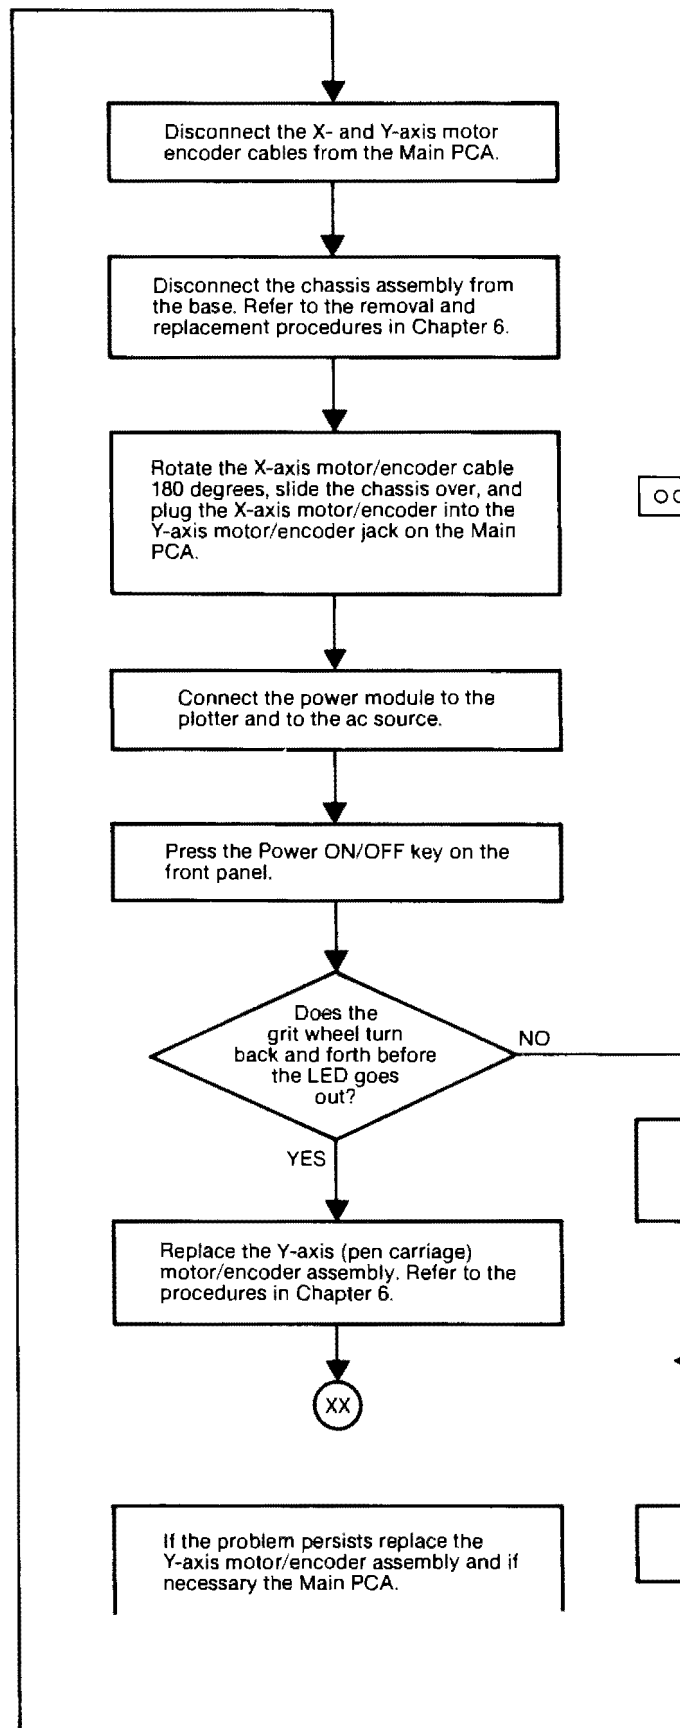 Disconnect the X- and Y-axis motor
encoder cables from the Main PCA.
Disconnect the chassis assembly from
the base. Refer to the removal and
replacement procedures in Chapter 6.
Rotate the X-axis motor/encoder cable
180 degrees, slide the chassis over, and
plug the X-axis motor/encoder into the
Y-axis motor/encoder jack on the Main
PCA.
Connect the power module to the
plotter and to the ac source.
Press the Power ON/OFF key on the
front panel.
Does the
grit wheel turn
back and forth before
the LED goes
out?
NO
YES
Replace the Y-axis (pen carriage)
motor/encoder assembly. Refer to the
procedures in Chapter 6.
XX
If the problem persists replace the
Y-axis motor/encoder assembly and if
necessary the Main PCA.